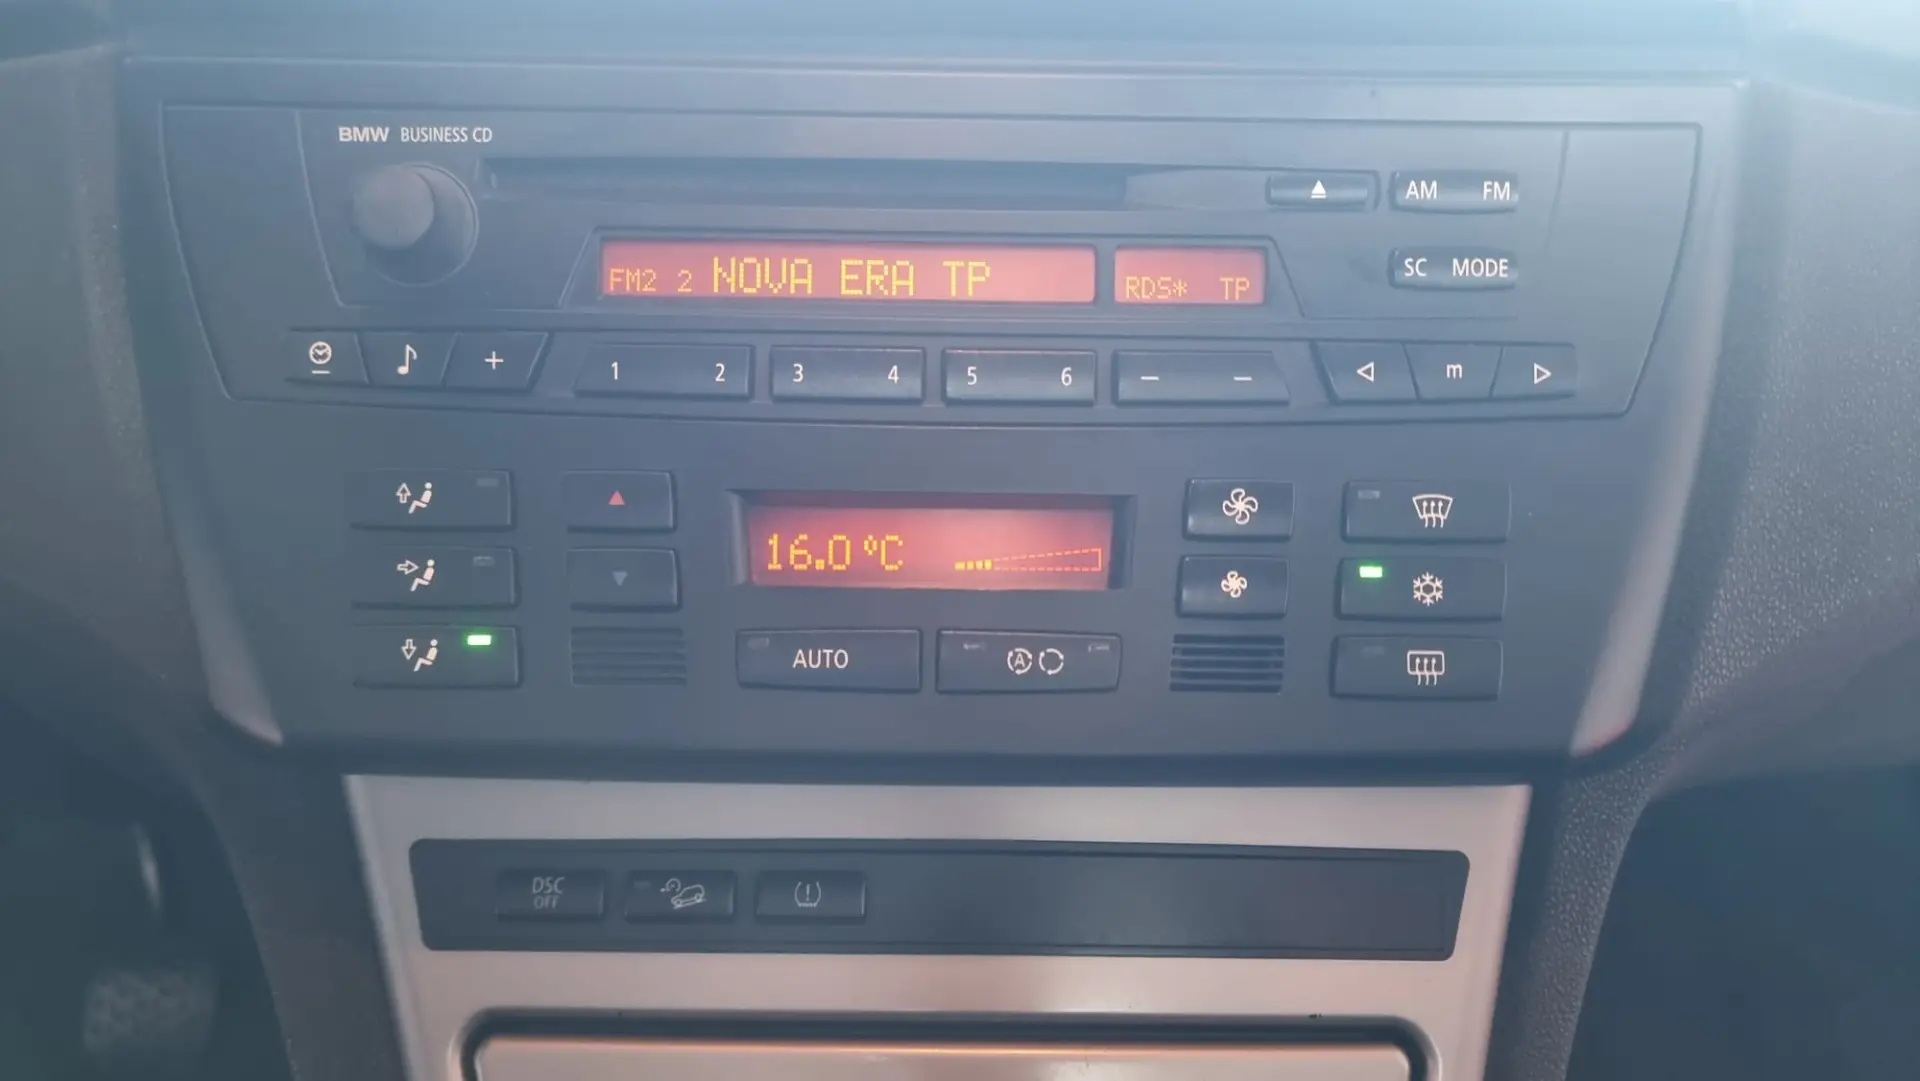 BMW BUSINESS CD
AM FM
FM2 2 NOVA ERA TP RDS* TP
SC MODE
1 2 3 4 5 6 m
16.0 ºC
AUTO A
DSC
OFF